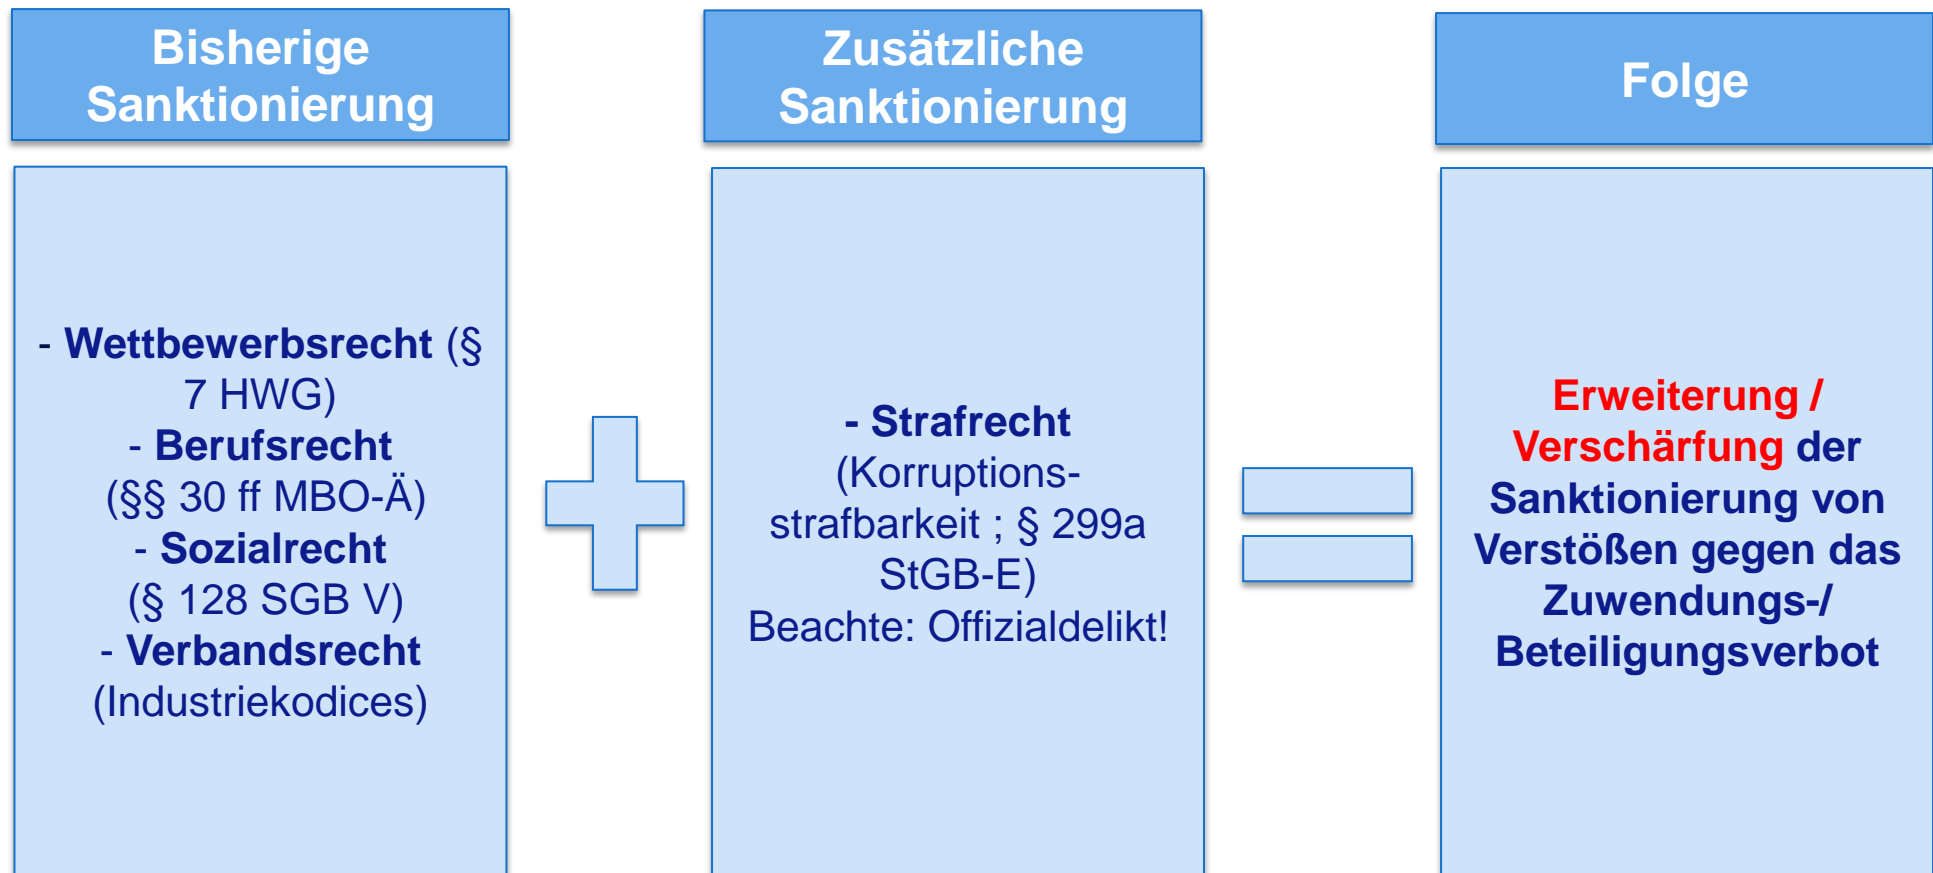 Bisherige
Sanktionierung
- Wettbewerbsrecht (§
7 HWG)
- Berufsrecht
(§§ 30 ff MBO-Ä)
- Sozialrecht
(§ 128 SGB V)
- Verbandsrecht
(Industriekodices)
Zusätzliche
Sanktionierung
- Strafrecht
(Korruptions-
strafbarkeit ; § 299a
StGB-E)
Beachte: Offizialdelikt!
Folge
Erweiterung /
Verschärfung der
Sanktionierung von
Verstößen gegen das
Zuwendungs-/
Beteiligungsverbot